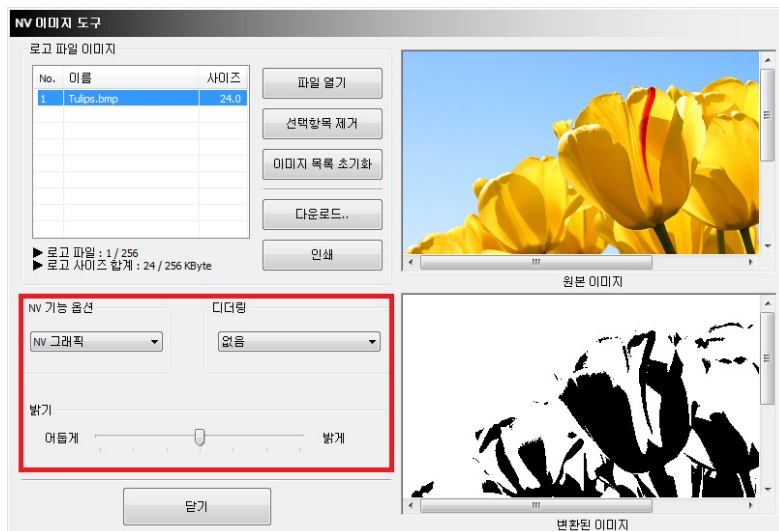 NV 이미지 도구
로고 파일 이미지
No. 이름 사이즈
1 Tulips.bmp 24.0
파일 열기
선택항목 제거
이미지 목록 초기화
다운로드..
인쇄
▶ 로고 파일 : 1 / 256
▶ 로고 사이즈 합계 : 24 / 256 KByte
원본 이미지
NV 기능 옵션
디더링
NV 그래픽
없음
밝기
어둡게
밝게
닫기
변환된 이미지